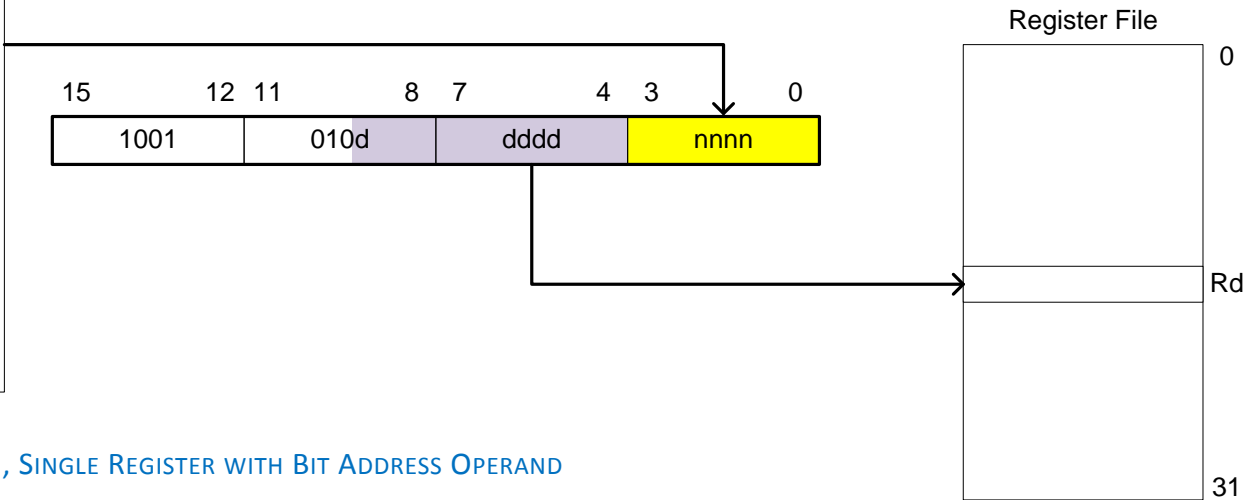 Register File
0
15 12 11 8 7 4 3 0
1001 010d dddd nnnn
Rd
, SINGLE REGISTER WITH BIT ADDRESS OPERAND
31